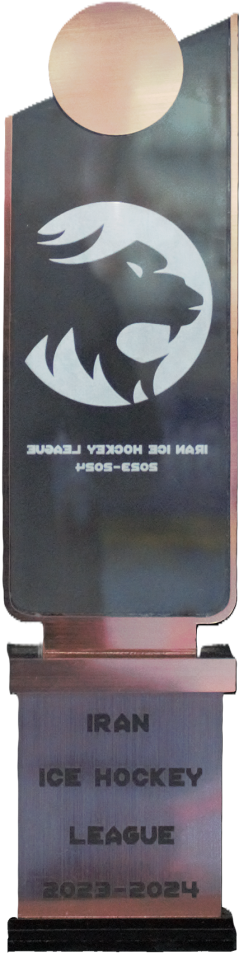 IRAN ICE HOCKEY LEAGUE
2023-2024
IRAN
ICE HOCKEY
LEAGUE
2023-2024